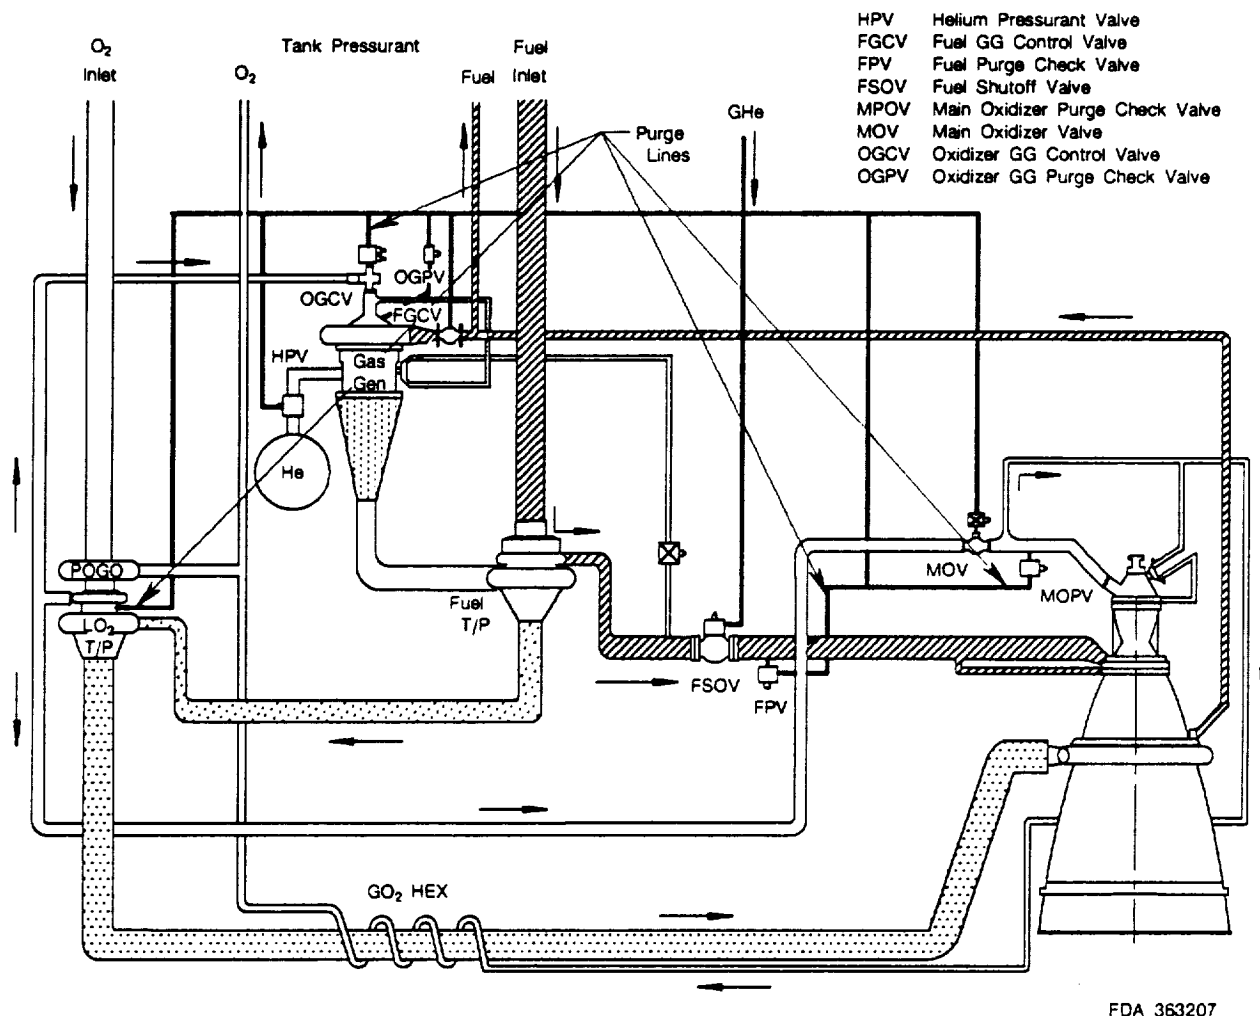 HPV Helium Pressurant Valve
FGCV Fuel GG Control Valve
FPV Fuel Purge Check Valve
FSOV Fuel Shutoff Valve
MPOV Main Oxidizer Purge Check Valve
MOV Main Oxidizer Valve
OGCV Oxidizer GG Control Valve
OGPV Oxidizer GG Purge Check Valve
O2
Inlet
Tank Pressurant
O2
Fuel
Fuel
Inlet
GHe
Purge
Lines
OGPV
OGCV
FGCV
HPV
Gas
Gen
He
POGO
LO2
T/P
Fuel
T/P
MOV
MOPV
FSOV
FPV
GO2 HEX
FDA 363207